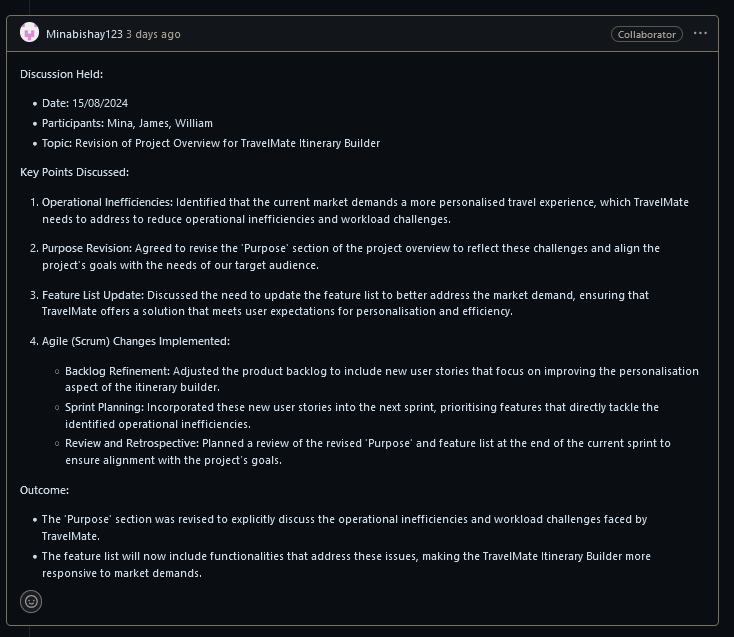 Minabishay123 3 days ago
Collaborator
Discussion Held:
Date: 15/08/2024
Participants: Mina, James, William
Topic: Revision of Project Overview for TravelMate Itinerary Builder
Key Points Discussed:
1. Operational Inefficiencies: Identified that the current market demands a more personalised travel experience, which TravelMate
needs to address to reduce operational inefficiencies and workload challenges.
2. Purpose Revision: Agreed to revise the 'Purpose' section of the project overview to reflect these challenges and align the
project's goals with the needs of our target audience.
3. Feature List Update: Discussed the need to update the feature list to better address the market demand, ensuring that
TravelMate offers a solution that meets user expectations for personalisation and efficiency.
4. Agile (Scrum) Changes Implemented:
Backlog Refinement: Adjusted the product backlog to include new user stories that focus on improving the personalisation
aspect of the itinerary builder.
Sprint Planning: Incorporated these new user stories into the next sprint, prioritising features that directly tackle the
identified operational inefficiencies.
Review and Retrospective: Planned a review of the revised 'Purpose' and feature list at the end of the current sprint to
ensure alignment with the project's goals.
Outcome:
The 'Purpose' section was revised to explicitly discuss the operational inefficiencies and workload challenges faced by
TravelMate.
The feature list will now include functionalities that address these issues, making the TravelMate Itinerary Builder more
responsive to market demands.